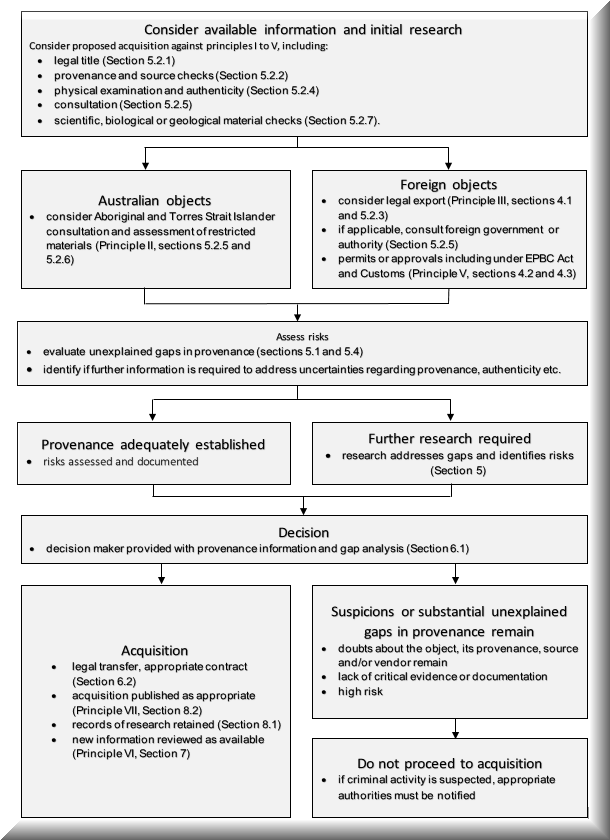 Consider available information and initial research
Consider proposed acquisition against principles I to V, including:
• legal title (Section 5.2.1)
• provenance and source checks (Section 5.2.2)
• physical examination and authenticity (Section 5.2.4)
• consultation (Section 5.2.5)
• scientific, biological or geological material checks (Section 5.2.7).
Australian objects
• consider Aboriginal and Torres Strait Islander
consultation and assessment of restricted
materials (Principle II, sections 5.2.5 and
5.2.6)
Foreign objects
• consider legal export (Principle III, sections 4.1
and 5.2.3)
• if applicable, consult foreign government or
authority (Section 5.2.5)
• permits or approvals including under EPBC Act
and Customs (Principle V, sections 4.2 and 4.3)
Assess risks
• evaluate unexplained gaps in provenance (sections 5.1 and 5.4)
• identify if further information is required to address uncertainties regarding provenance, authenticity etc.
Provenance adequately established
• risks assessed and documented
Further research required
• research addresses gaps and identifies risks
(Section 5)
Decision
• decision maker provided with provenance information and gap analysis (Section 6.1)
Acquisition
• legal transfer, appropriate contract
(Section 6.2)
• acquisition published as appropriate
(Principle VII, Section 8.2)
• records of research retained (Section 8.1)
• new information reviewed as available
(Principle VI, Section 7)
Suspicions or substantial unexplained
gaps in provenance remain
• doubts about the object, its provenance, source
and/or vendor remain
• lack of critical evidence or documentation
• high risk
Do not proceed to acquisition
• if criminal activity is suspected, appropriate
authorities must be notified